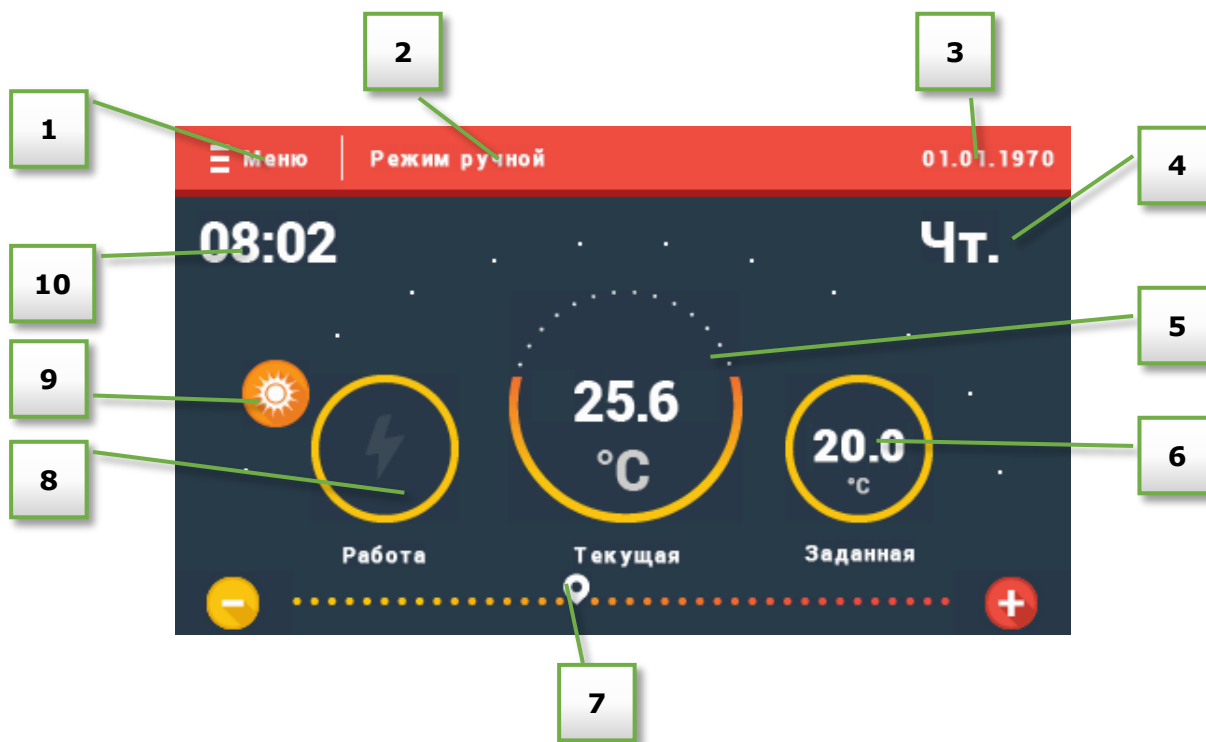 2
3
1
Меню
Режим ручной
01.01.1970
4
08:02
Чт.
10
5
9
25.6
°C
20.0
°C
6
8
Работа
Текущая
Заданная
7